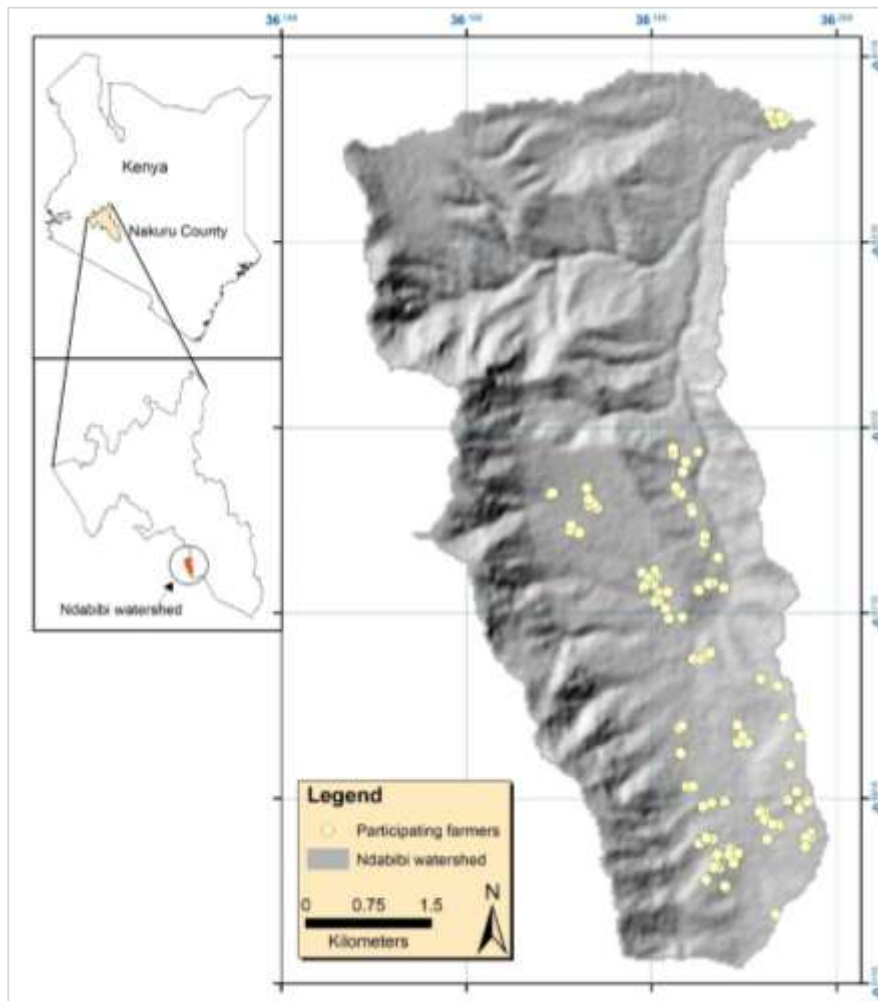 Kenya
Nakuru County
Ndabibi watershed
Legend
Participating farmers
Ndabibi watershed
N
0 0.75 1.5
Kilometers